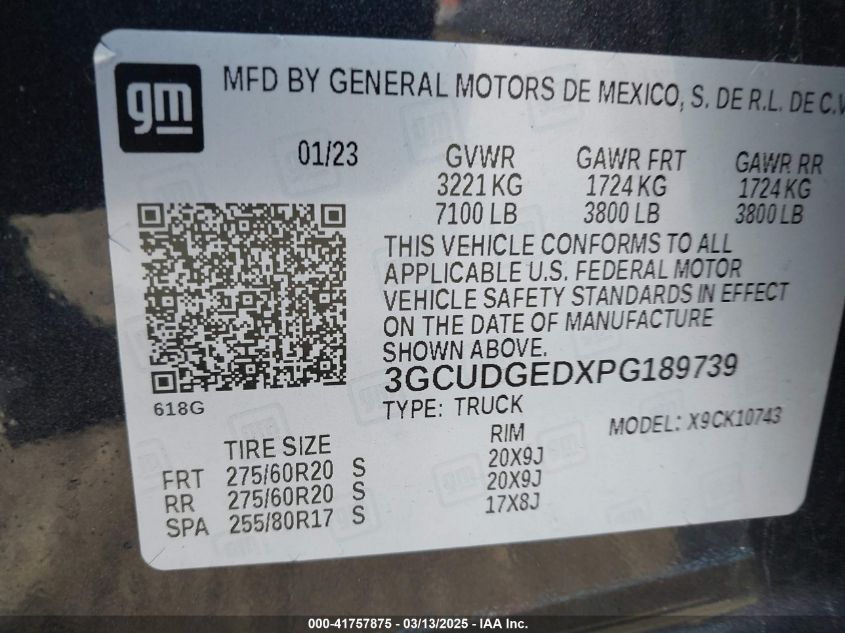 gm
MFD BY GENERAL MOTORS DE MEXICO, S. DE R.L. DE C.V
01/23
GVWR GAWR FRT GAWR RR
3221 KG 1724 KG 1724 KG
7100 LB 3800 LB 3800 LB
THIS VEHICLE CONFORMS TO ALL
APPLICABLE U.S. FEDERAL MOTOR
VEHICLE SAFETY STANDARDS IN EFFECT
ON THE DATE OF MANUFACTURE
SHOWN ABOVE.
3GCUDGEDXPG189739
618G
TYPE: TRUCK
MODEL: X9CK10743
TIRE SIZE RIM
FRT 275/60R20 S 20X9J
RR 275/60R20 S 20X9J
SPA 255/80R17 S 17X8J
000-41757875 - 03/13/2025 - IAA Inc.